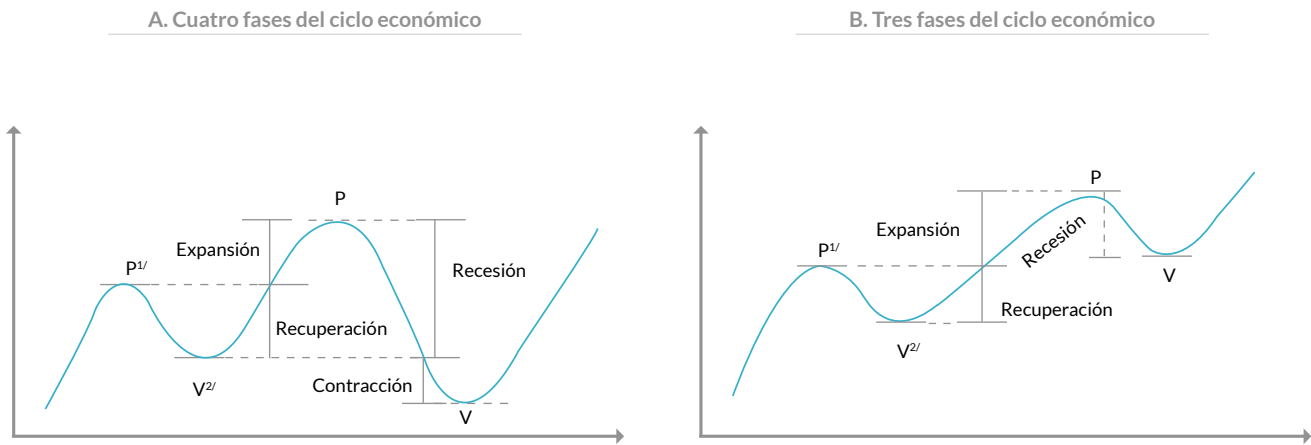 A. Cuatro fases del ciclo económico
P
Expansión
P1/
Recesión
Recuperación
Contracción
V2/
V
B. Tres fases del ciclo económico
P
Expansión
P1/
Recesión
V
Recuperación
V2/